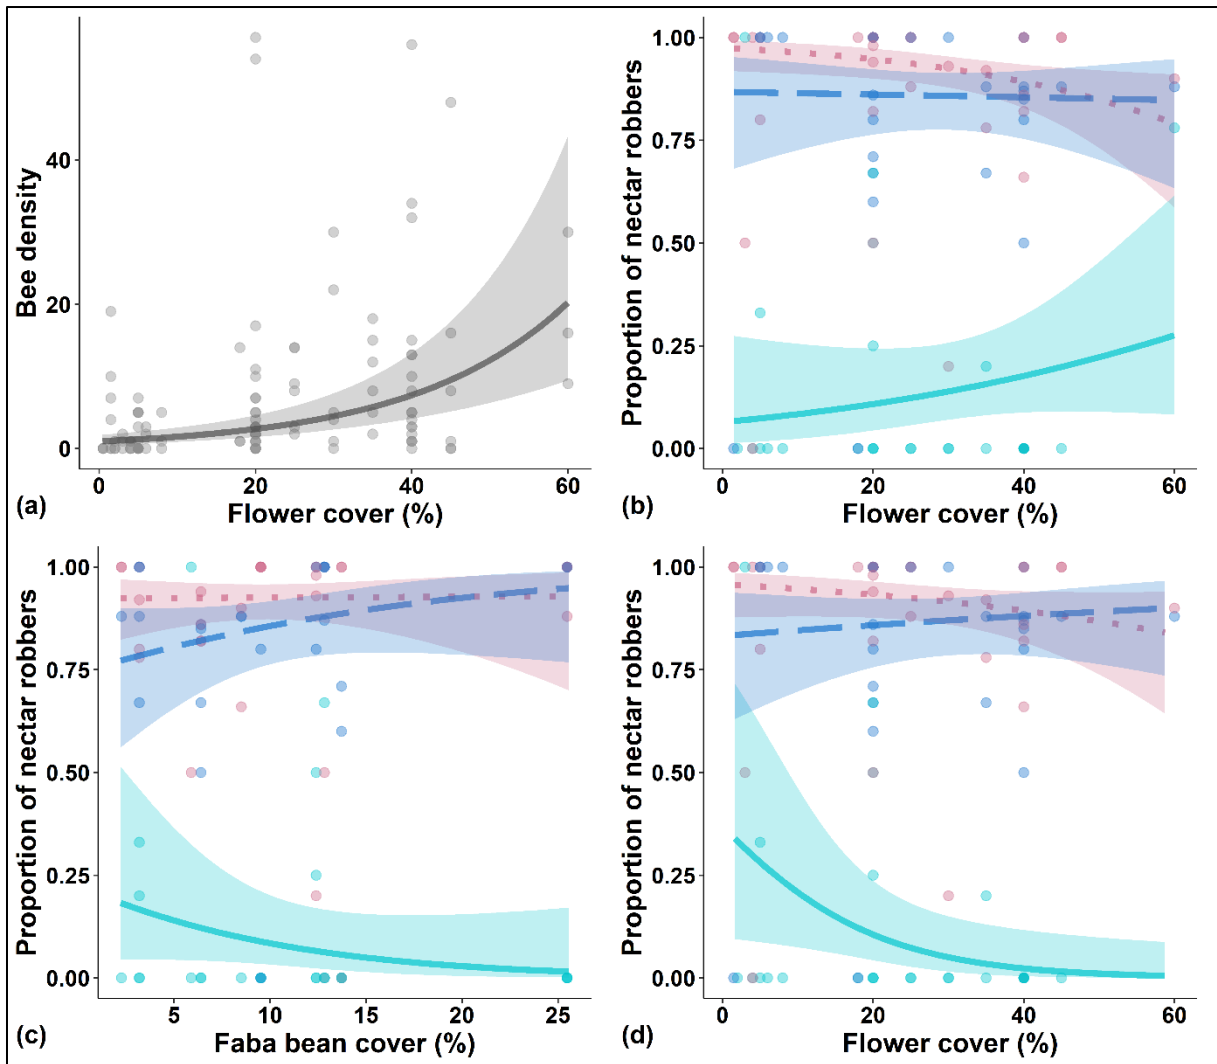 Bee density
40
20
0
0
20
40
60
(a)
Flower cover (%)
Proportion of nectar robbers
1.00
0.75
0.50
0.25
0.00
0
20
40
60
(b)
Flower cover (%)
Proportion of nectar robbers
1.00
0.75
0.50
0.25
0.00
5
10
15
20
25
(c)
Faba bean cover (%)
Proportion of nectar robbers
1.00
0.75
0.50
0.25
0.00
0
20
40
60
(d)
Flower cover (%)